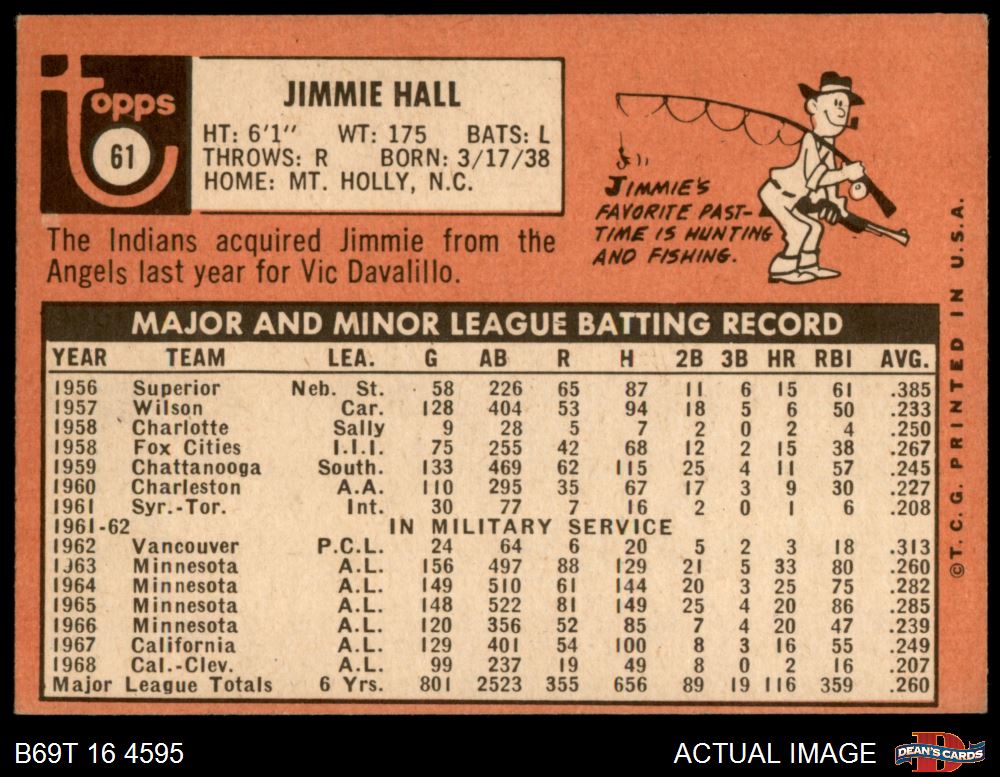 Topps
61
JIMMIE HALL
HT: 6'1" WT: 175 BATS: L
THROWS: R BORN: 3/17/38
HOME: MT. HOLLY, N.C.
JIMMIE'S
FAVORITE PAST-
TIME IS HUNTING
AND FISHING.
The Indians acquired Jimmie from the
Angels last year for Vic Davalillo.
MAJOR AND MINOR LEAGUE BATTING RECORD
YEAR TEAM LEA. G AB R H 2B 3B HR RBI AVG.
1956 Superior Neb. St. 58 226 65 87 11 6 15 61 .385
1957 Wilson Car. 128 404 53 94 18 5 6 50 .233
1958 Charlotte Sally 9 28 5 7 2 0 2 4 .250
1958 Fox Cities I.I.I. 75 255 42 68 12 2 15 38 .267
1959 Chattanooga South. 133 469 62 115 25 4 11 57 .245
1960 Charleston A.A. 110 295 35 67 17 3 9 30 .227
1961 Syr.-Tor. Int. 30 77 7 16 2 0 1 6 .208
1961-62 IN MILITARY SERVICE
1962 Vancouver P.C.L. 24 64 6 20 5 2 3 18 .313
1963 Minnesota A.L. 156 497 88 129 21 5 33 80 .260
1964 Minnesota A.L. 149 510 61 144 20 3 25 75 .282
1965 Minnesota A.L. 148 522 81 149 25 4 20 86 .285
1966 Minnesota A.L. 120 356 52 85 7 4 20 47 .239
1967 California A.L. 129 401 54 100 8 3 16 55 .249
1968 Cal.-Clev. A.L. 99 237 19 49 8 0 2 16 .207
Major League Totals 6 Yrs. 801 2523 355 656 89 19 116 359 .260
©T.C.G. PRINTED IN U.S.A.
B69T 16 4595
ACTUAL IMAGE
D
DEAN'S CARDS